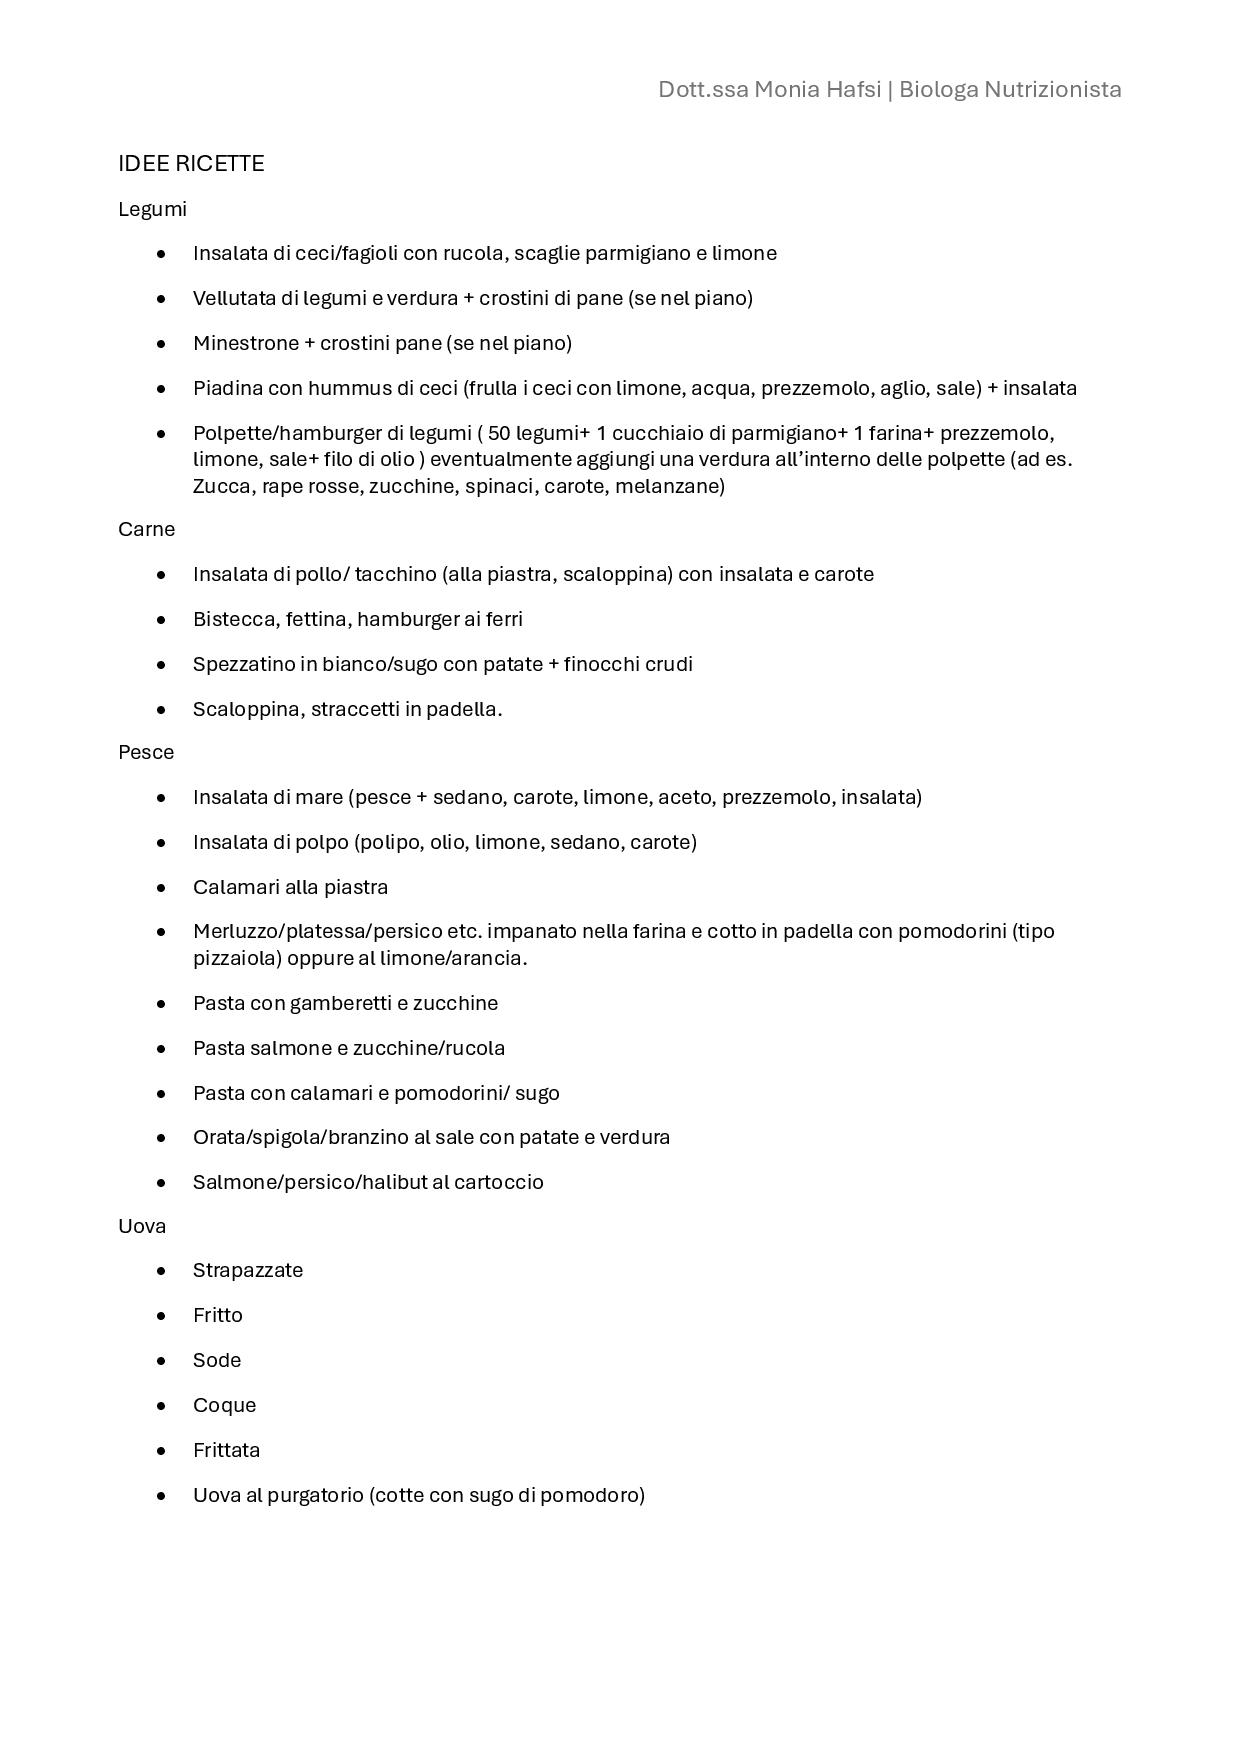 Dott.ssa Monia Hafsi | Biologa Nutrizionista
IDEE RICETTE
Legumi
• Insalata di ceci/fagioli con rucola, scaglie parmigiano e limone
• Vellutata di legumi e verdura + crostini di pane (se nel piano)
• Minestrone + crostini pane (se nel piano)
• Piadina con hummus di ceci (frulla i ceci con limone, acqua, prezzemolo, aglio, sale) + insalata
• Polpette/hamburger di legumi ( 50 legumi+ 1 cucchiaio di parmigiano+ 1 farina+ prezzemolo,
limone, sale+ filo di olio ) eventualmente aggiungi una verdura all’interno delle polpette (ad es.
Zucca, rape rosse, zucchine, spinaci, carote, melanzane)
Carne
• Insalata di pollo/ tacchino (alla piastra, scaloppina) con insalata e carote
• Bistecca, fettina, hamburger ai ferri
• Spezzatino in bianco/sugo con patate + finocchi crudi
• Scaloppina, straccetti in padella.
Pesce
• Insalata di mare (pesce + sedano, carote, limone, aceto, prezzemolo, insalata)
• Insalata di polpo (polipo, olio, limone, sedano, carote)
• Calamari alla piastra
• Merluzzo/platessa/persico etc. impanato nella farina e cotto in padella con pomodorini (tipo
pizzaiola) oppure al limone/arancia.
• Pasta con gamberetti e zucchine
• Pasta salmone e zucchine/rucola
• Pasta con calamari e pomodorini/ sugo
• Orata/spigola/branzino al sale con patate e verdura
• Salmone/persico/halibut al cartoccio
Uova
• Strapazzate
• Fritto
• Sode
• Coque
• Frittata
• Uova al purgatorio (cotte con sugo di pomodoro)